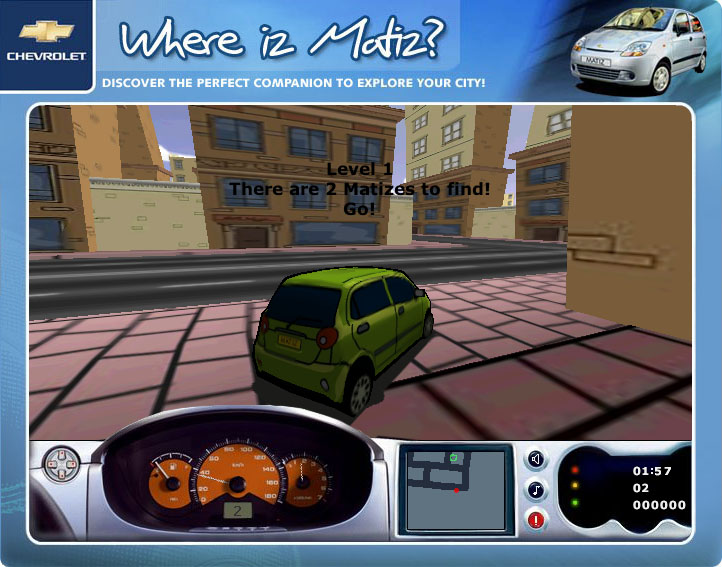 CHEVROLET
Where iz Matiz?
MATIZ
DISCOVER THE PERFECT COMPANION TO EXPLORE YOUR CITY!
Level 1
There are 2 Matizes to find!
Go!
km/h
2
01:57
02
000000